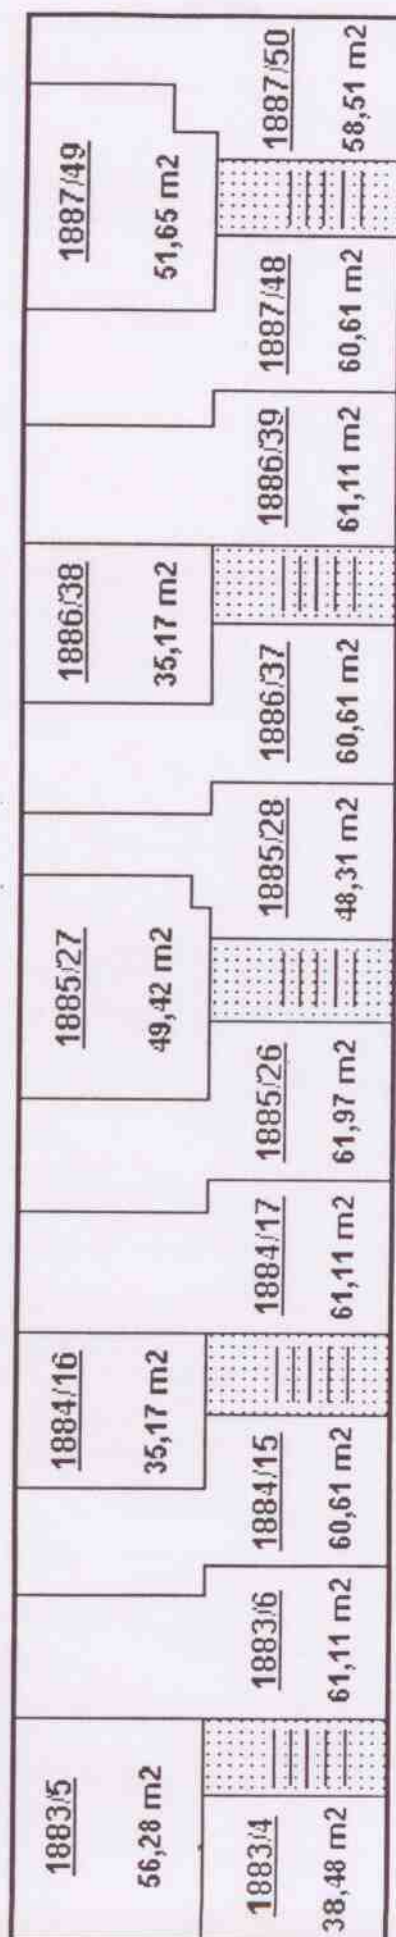 1883/5
56,28 m2
1884/16
35,17 m2
1885/27
49,42 m2
1886/38
35,17 m2
1887/49
51,65 m2
1883/4
38,48 m2
1883/6
61,11 m2
1884/15
60,61 m2
1884/17
61,11 m2
1885/26
61,97 m2
1885/28
48,31 m2
1886/37
60,61 m2
1886/39
61,11 m2
1887/48
60,61 m2
1887/50
58,51 m2